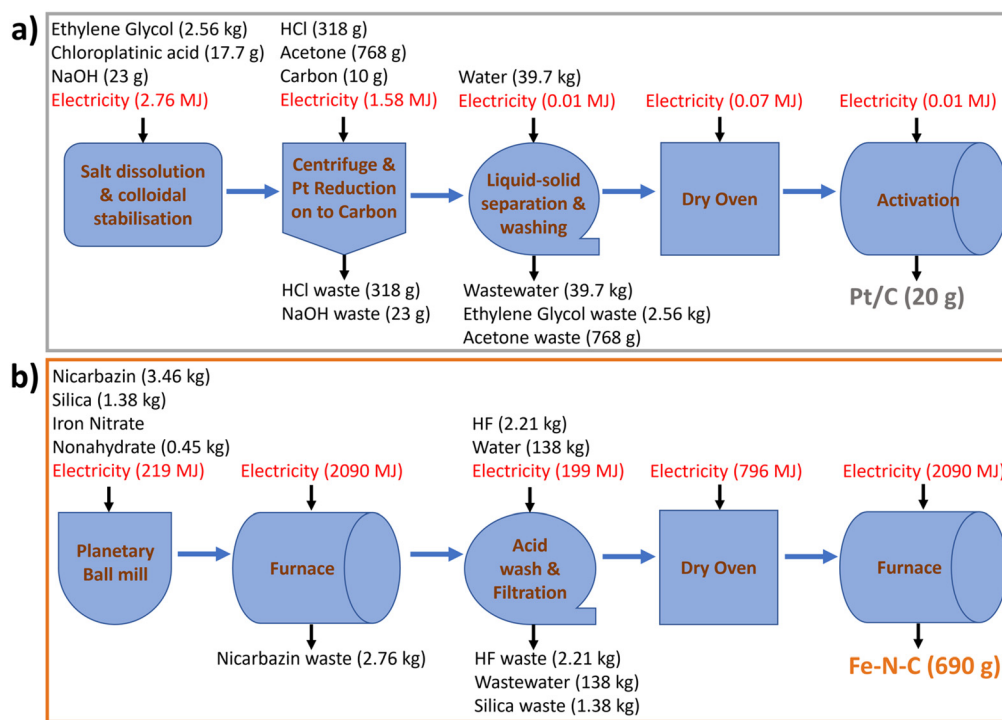 a)
Ethylene Glycol (2.56 kg)
Chloroplatinic acid (17.7 g)
NaOH (23 g)
Electricity (2.76 MJ)
HCl (318 g)
Acetone (768 g)
Carbon (10 g)
Electricity (1.58 MJ)
Water (39.7 kg)
Electricity (0.01 MJ)
Electricity (0.07 MJ)
Electricity (0.01 MJ)
Salt dissolution
& colloidal
stabilisation
Centrifuge &
Pt Reduction
on to Carbon
Liquid-solid
separation &
washing
Dry Oven
Activation
HCl waste (318 g)
NaOH waste (23 g)
Wastewater (39.7 kg)
Ethylene Glycol waste (2.56 kg)
Acetone waste (768 g)
Pt/C (20 g)
b)
Nicarbazin (3.46 kg)
Silica (1.38 kg)
Iron Nitrate
Nonahydrate (0.45 kg)
Electricity (219 MJ)
Electricity (2090 MJ)
HF (2.21 kg)
Water (138 kg)
Electricity (199 MJ)
Electricity (796 MJ)
Electricity (2090 MJ)
Planetary
Ball mill
Furnace
Acid
wash &
Filtration
Dry Oven
Furnace
Nicarbazin waste (2.76 kg)
HF waste (2.21 kg)
Wastewater (138 kg)
Silica waste (1.38 kg)
Fe-N-C (690 g)